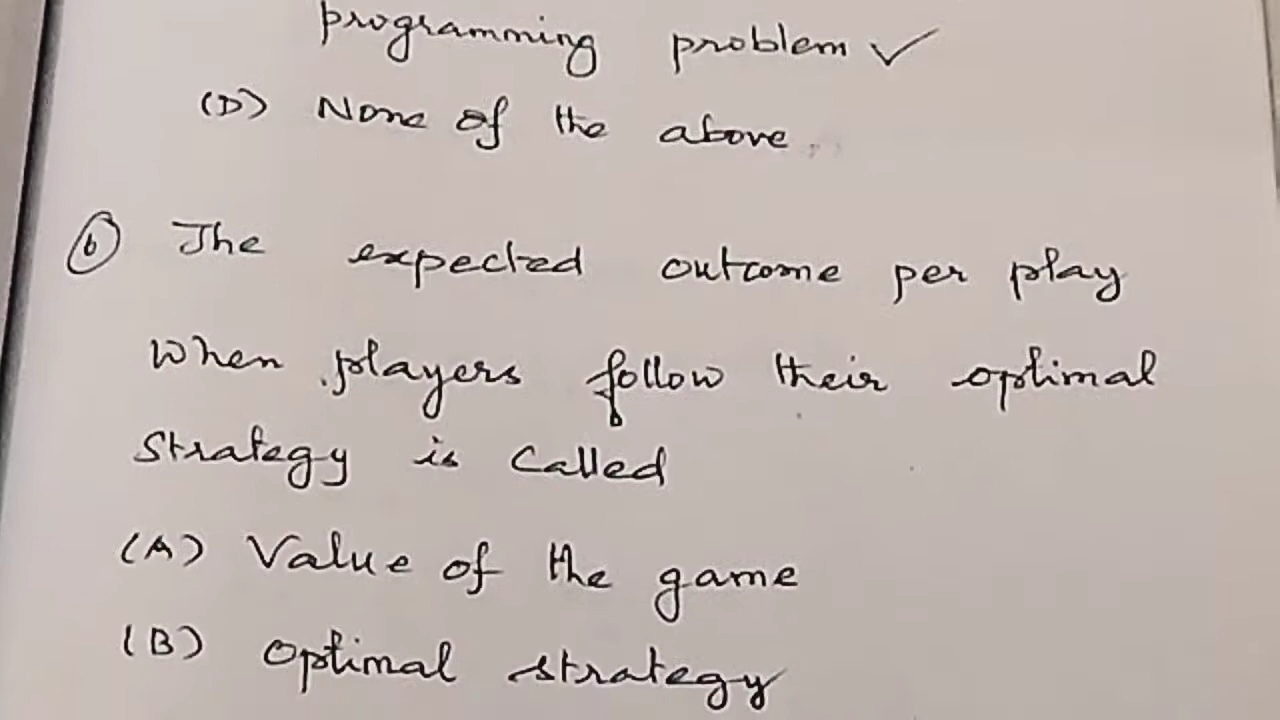 programming problem ✓
(D) None of the above.
6 The expected outcome per play
When players follow their optimal
Strategy is Called
(A) Value of the game
(B) Optimal strategy